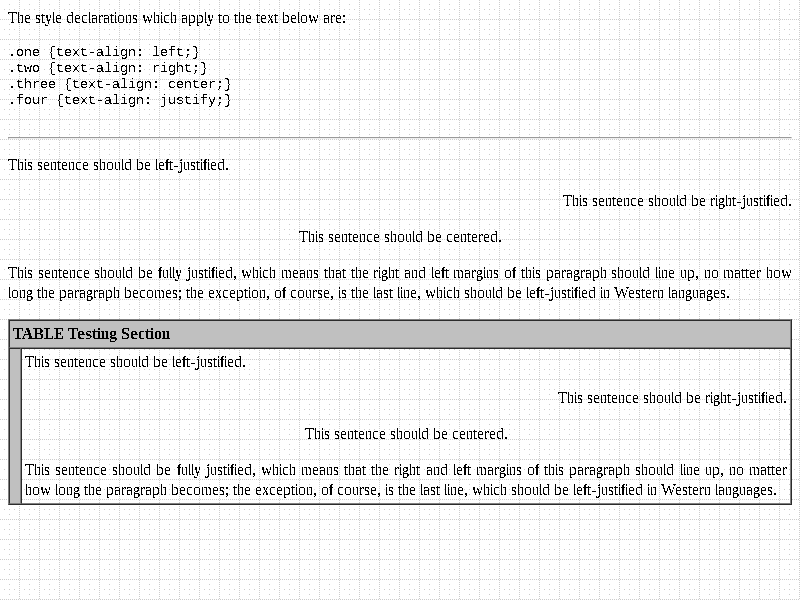 The style declarations which apply to the text below are:
.one {text-align: left;}
.two {text-align: right;}
.three {text-align: center;}
.four {text-align: justify;}
This sentence should be left-justified.
This sentence should be right-justified.
This sentence should be centered.
This sentence should be fully justified, which means that the right and left margins of this paragraph should line up, no matter how
long the paragraph becomes; the exception, of course, is the last line, which should be left-justified in Western languages.
TABLE Testing Section
This sentence should be left-justified.
This sentence should be right-justified.
This sentence should be centered.
This sentence should be fully justified, which means that the right and left margins of this paragraph should line up, no matter
how long the paragraph becomes; the exception, of course, is the last line, which should be left-justified in Western languages.